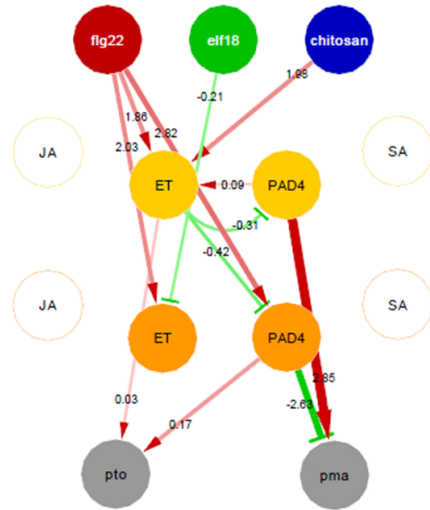 flg22
elf18
chitosan
1.98
-0.21
1.86
2.82
2.03
JA
SA
ET
PAD4
0.09
-0.31
-0.42
JA
SA
ET
PAD4
2.85
-2.63
0.03
0.17
pto
pma